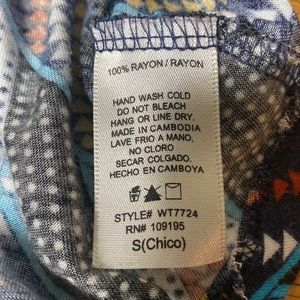 100% RAYON / RAYON
HAND WASH COLD
DO NOT BLEACH
HANG OR LINE DRY.
MADE IN CAMBODIA
LAVE FRIO A MANO,
NO CLORO
SECAR COLGADO.
HECHO EN CAMBOYA
STYLE# WT7724
RN# 109195
S(Chico)